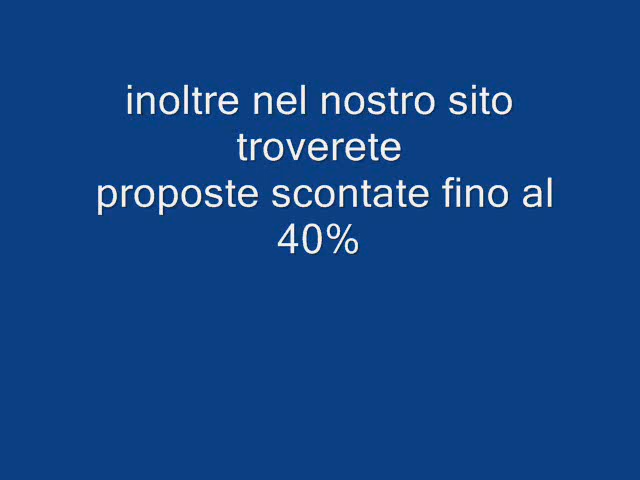 inoltre nel nostro sito
troverete
proposte scontate fino al
40%